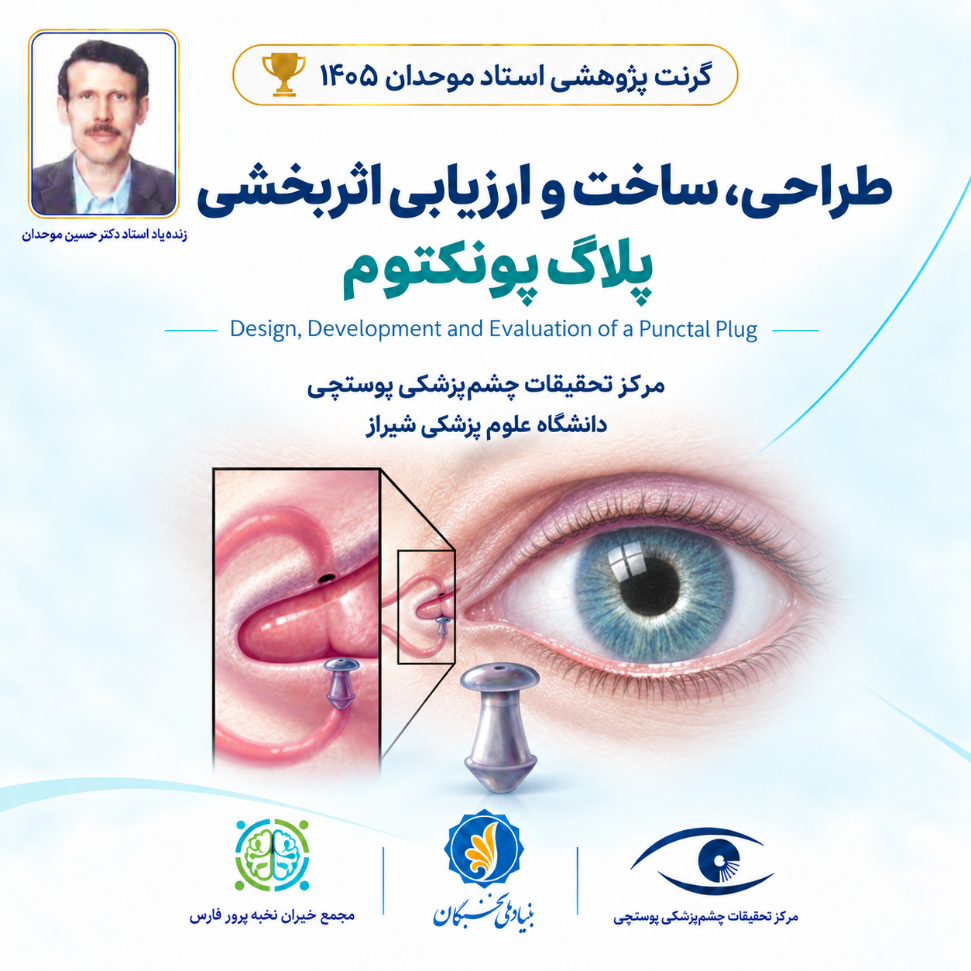 گرنت پژوهشی استاد موحدان ۱۴۰۵
زنده‌یاد استاد دکتر حسین موحدان
طراحی، ساخت و ارزیابی اثربخشی
پلاگ پونکتوم
Design, Development and Evaluation of a Punctal Plug
مرکز تحقیقات چشم‌پزشکی پوستچی
دانشگاه علوم پزشکی شیراز
مرکز تحقیقات چشم‌پزشکی پوستچی
بنیاد ملی نخبگان
مجمع خیران نخبه پرور فارس